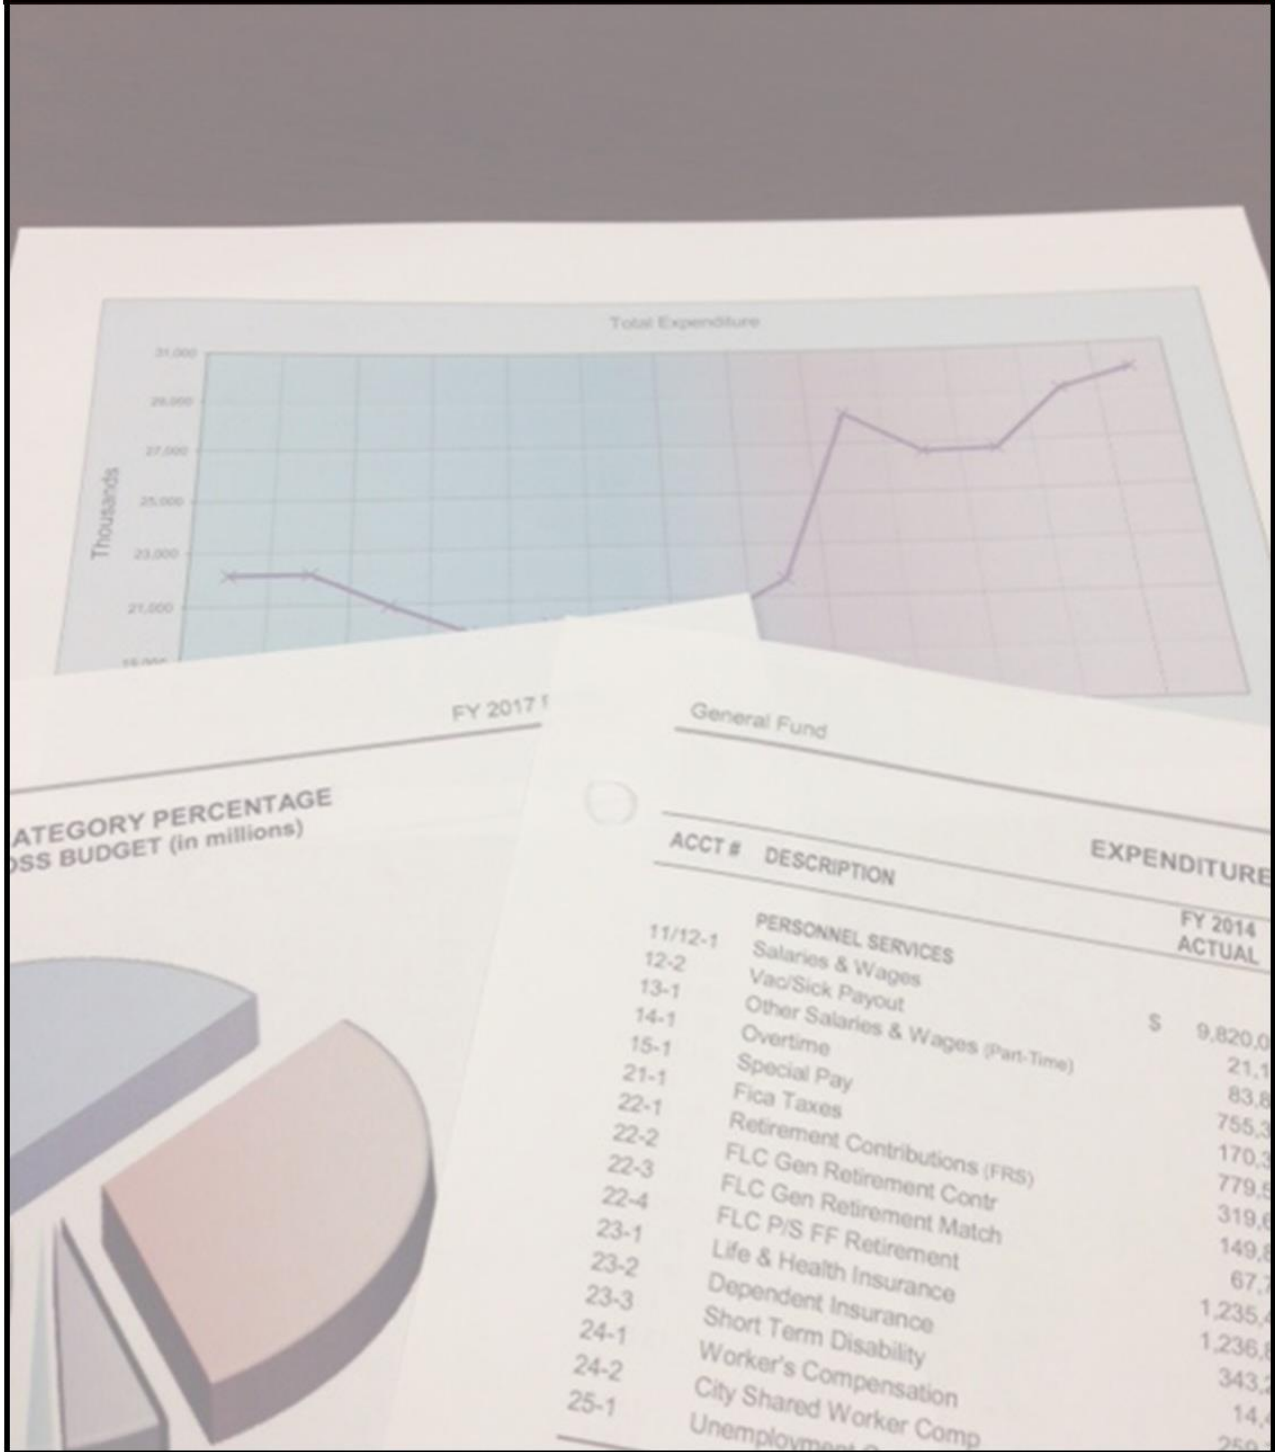 Total Expenditure
31,000
29,000
27,000
25,000
23,000
21,000
19,000
Thousands
FY 2017
ATEGORY PERCENTAGE
OSS BUDGET (in millions)
General Fund
EXPENDITURE
ACCT # DESCRIPTION
FY 2014
ACTUAL
PERSONNEL SERVICES
11/12-1 Salaries & Wages $ 9,820,0
12-2 Vac/Sick Payout 21,1
13-1 Other Salaries & Wages (Part-Time) 83,8
14-1 Overtime 755,3
15-1 Special Pay 170,3
21-1 Fica Taxes 779,5
22-1 Retirement Contributions (FRS) 319,6
22-2 FLC Gen Retirement Contr 149,8
22-3 FLC Gen Retirement Match 67,7
22-4 FLC P/S FF Retirement 1,235,4
23-1 Life & Health Insurance 1,236,8
23-2 Dependent Insurance 343,2
23-3 Short Term Disability 14,4
24-1 Worker's Compensation
24-2 City Shared Worker Comp
25-1 Unemployment